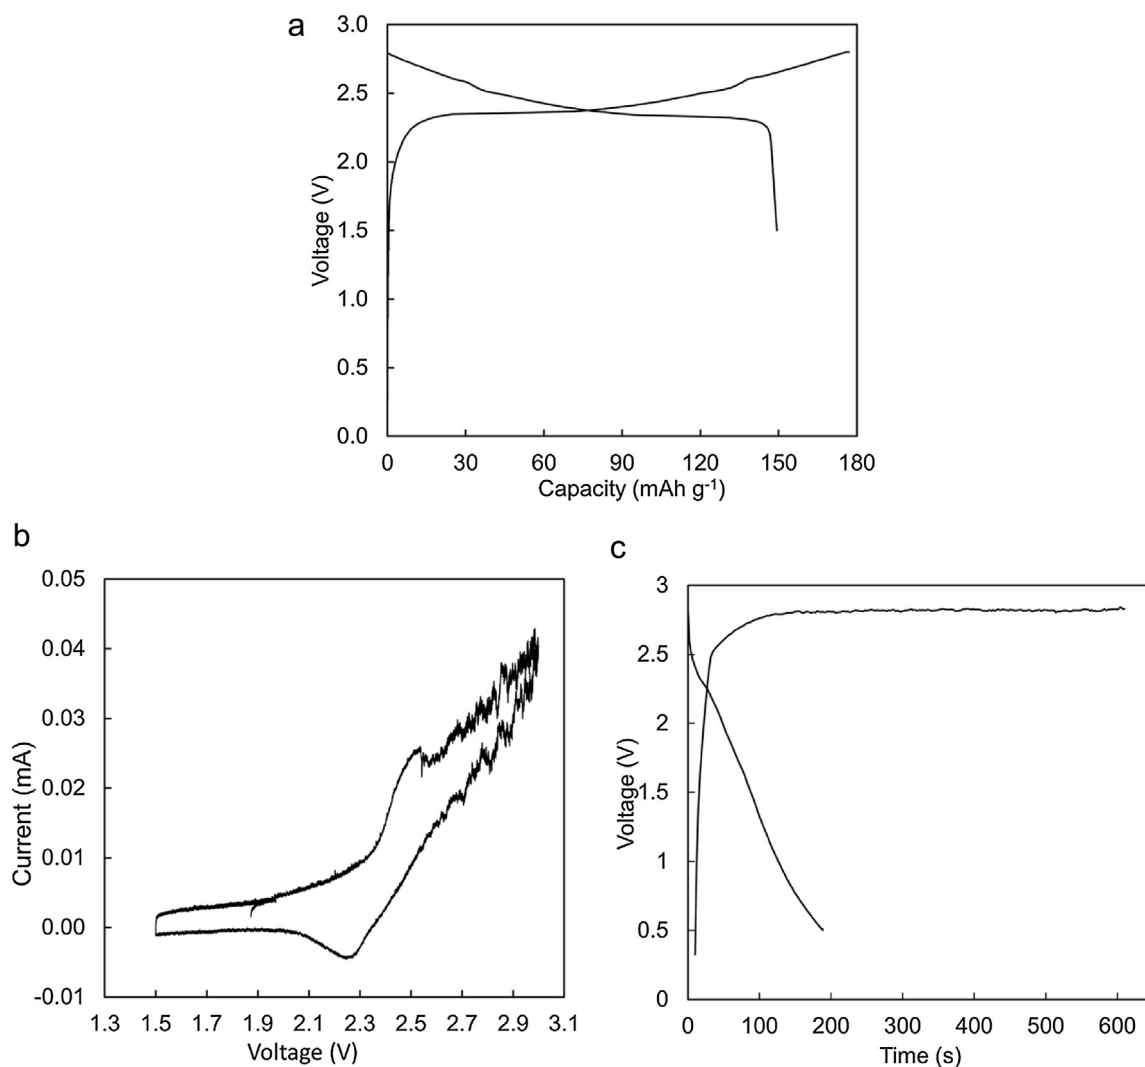 a
3.0
2.5
2.0
1.5
1.0
0.5
0.0
Voltage (V)
0 30 60 90 120 150 180
Capacity (mAh g⁻¹)
b
0.05
0.04
0.03
0.02
0.01
0.00
-0.01
Current (mA)
1.3 1.5 1.7 1.9 2.1 2.3 2.5 2.7 2.9 3.1
Voltage (V)
c
3
2.5
2
1.5
1
0.5
0
Voltage (V)
0 100 200 300 400 500 600
Time (s)